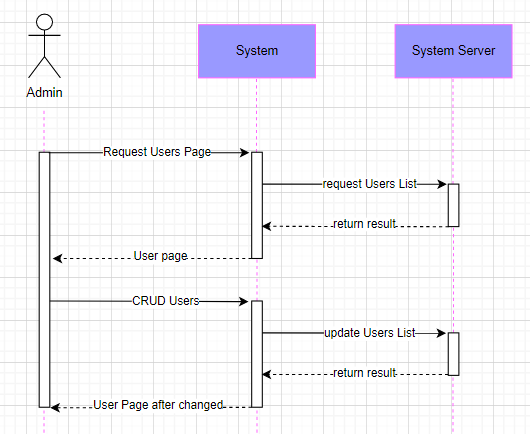 System
System Server
Admin
Request Users Page
request Users List
return result
User page
CRUD Users
update Users List
return result
User Page after changed